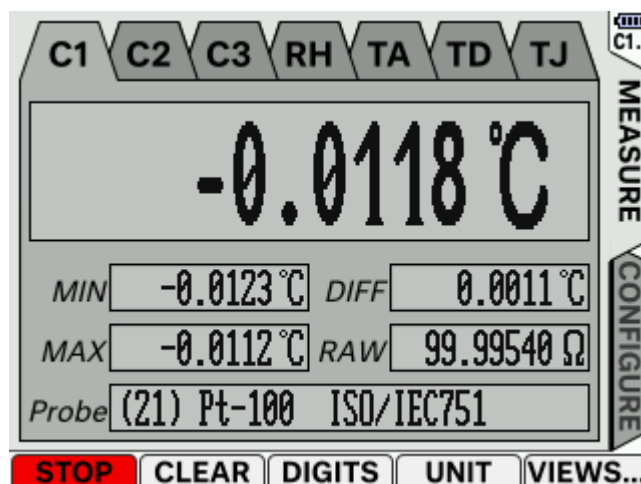 C1 C2 C3 RH TA TD TJ
C1.
-0.0118 °C
MIN -0.0123 °C DIFF 0.0011 °C
MAX -0.0112 °C RAW 99.99540 Ω
Probe (21) Pt-100 ISO/IEC751
MEASURE
CONFIGURE
STOP CLEAR DIGITS UNIT VIEWS...